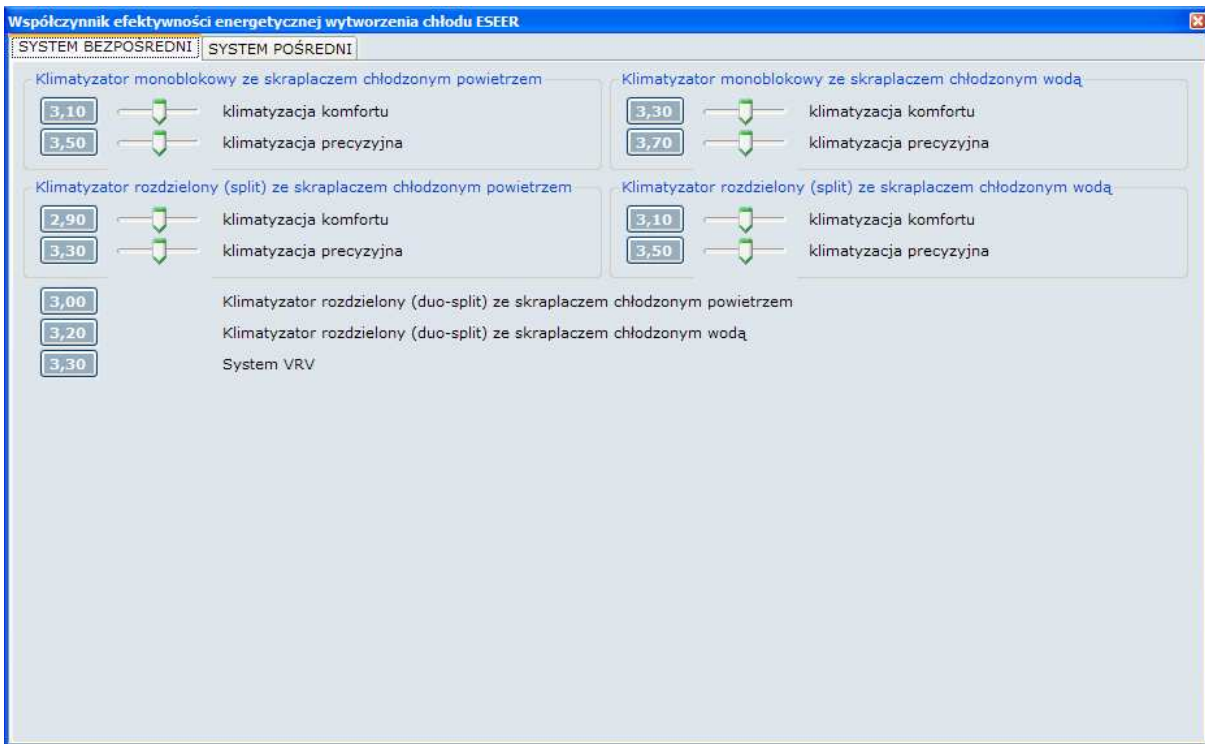 Współczynnik efektywności energetycznej wytworzenia chłodu ESEER
SYSTEM BEZPOŚREDNI SYSTEM POŚREDNI
Klimatyzator monoblokowy ze skraplaczem chłodzonym powietrzem
3,10 klimatyzacja komfortu
3,50 klimatyzacja precyzyjna
Klimatyzator monoblokowy ze skraplaczem chłodzonym wodą
3,30 klimatyzacja komfortu
3,70 klimatyzacja precyzyjna
Klimatyzator rozdzielony (split) ze skraplaczem chłodzonym powietrzem
2,90 klimatyzacja komfortu
3,30 klimatyzacja precyzyjna
Klimatyzator rozdzielony (split) ze skraplaczem chłodzonym wodą
3,10 klimatyzacja komfortu
3,50 klimatyzacja precyzyjna
3,00 Klimatyzator rozdzielony (duo-split) ze skraplaczem chłodzonym powietrzem
3,20 Klimatyzator rozdzielony (duo-split) ze skraplaczem chłodzonym wodą
3,30 System VRV